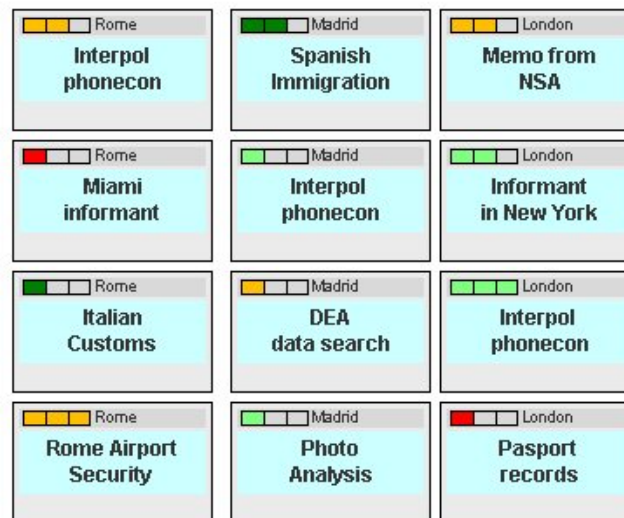 Rome
Interpol
phonecon
Madrid
Spanish
Immigration
London
Memo from
NSA
Rome
Miami
informant
Madrid
Interpol
phonecon
London
Informant
in New York
Rome
Italian
Customs
Madrid
DEA
data search
London
Interpol
phonecon
Rome
Rome Airport
Security
Madrid
Photo
Analysis
London
Pasport
records